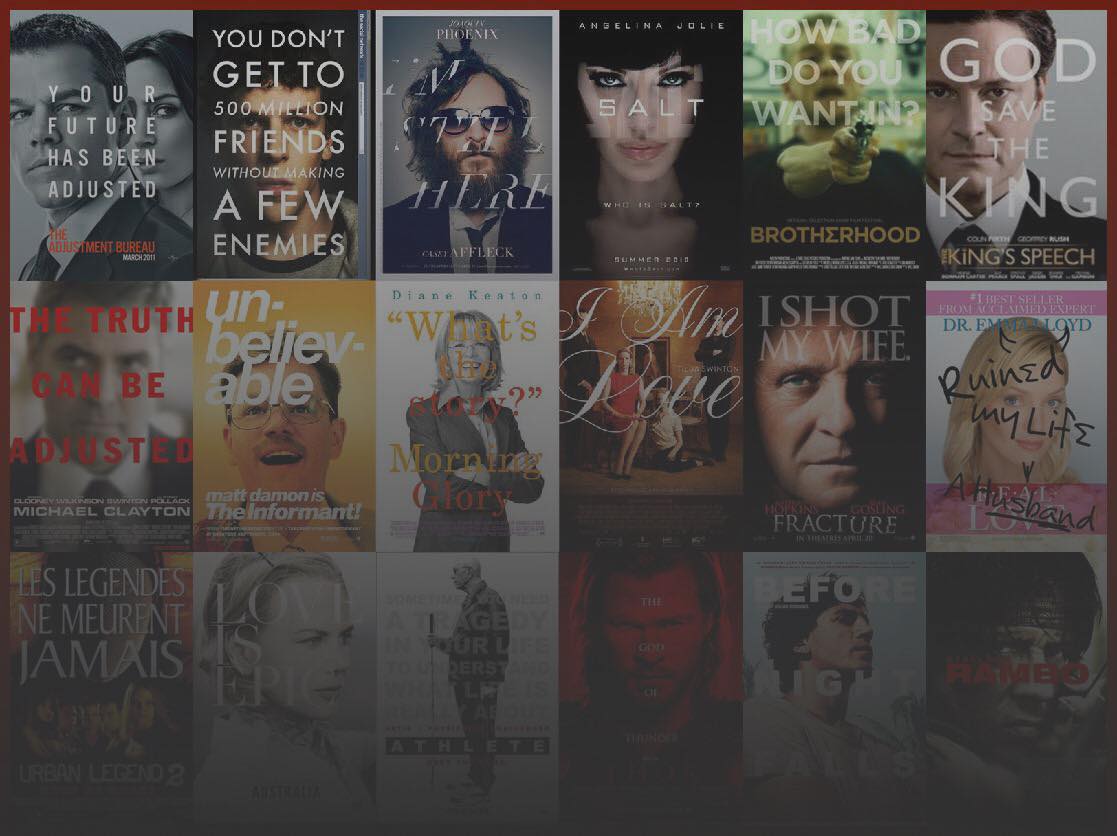 YOUR
FUTURE
HAS BEEN
ADJUSTED
THE
ADJUSTMENT BUREAU
MARCH 2011
YOU DON'T
GET TO
500 MILLION
FRIENDS
WITHOUT MAKING
A FEW
ENEMIES
the social network
JOAQUIN
PHOENIX
I'M
STILL
HERE
CASEY AFFLECK
ANGELINA JOLIE
SALT
WHO IS SALT?
SUMMER 2010
HOW BAD
DO YOU
WANT IN?
BROTHERHOOD
GOD
SAVE
THE
KING
COLIN FIRTH GEOFFREY RUSH
THE KING'S SPEECH
THE TRUTH
CAN BE
ADJUSTED
CLOONEY WILKINSON SWINTON POLLACK
MICHAEL CLAYTON
un-
believ-
able
matt damon is
The Informant!
Diane Keaton
"What's
the
story?"
Morning
Glory
I Am
Love
TILDA SWINTON
I SHOT
MY WIFE.
HOPKINS GOSLING
FRACTURE
IN THEATRES APRIL 20
#1 BEST SELLER
FROM ACCLAIMED EXPERT
DR. EMMA LLOYD
Ruined
my Life
A Husband
LES LEGENDES
NE MEURENT
JAMAIS
URBAN LEGEND 2
LOVE
IS
EPIC
AUSTRALIA
SOMETIMES YOU NEED
A TRAGEDY
IN YOUR LIFE
TO UNDERSTAND
WHAT LIFE IS
REALLY ABOUT
ATHLETE
THE
GOD
OF
THUNDER
BEFORE
NIGHT
FALLS
RAMBO